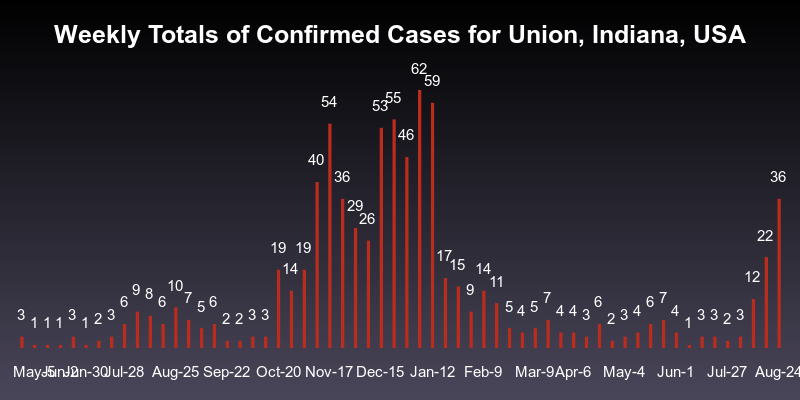 Weekly Totals of Confirmed Cases for Union, Indiana, USA
3 1 1 1 3 1 2 3 6 9 8 6 10 7 5 6 2 2 3 3 19 14 19 40 54 36 29 26 53 55 46 62 59 17 15 9 14 11 5 4 5 7 4 4 3 6 2 3 4 6 7 4 1 3 3 2 3 12 22 36
May-5 Jun-2 Jun-30 Jul-28 Aug-25 Sep-22 Oct-20 Nov-17 Dec-15 Jan-12 Feb-9 Mar-9 Apr-6 May-4 Jun-1 Jul-27 Aug-24